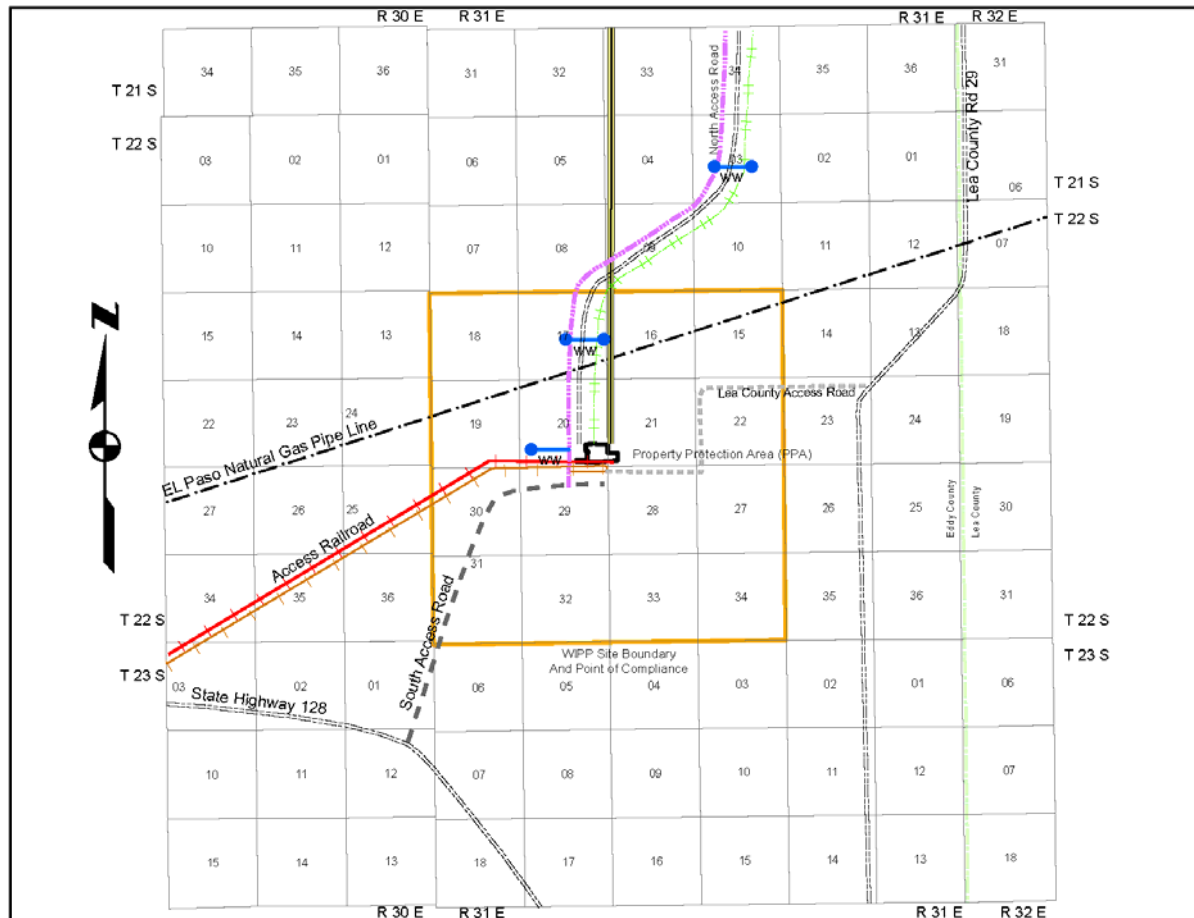 R 30 E R 31 E R 31 E R 32 E
34 35 36 31 32 33 34 35 36 31
T 21 S
T 22 S
North Access Road
Lea County Rd 29
03 02 01 06 05 04 03 02 01 06
WW
T 21 S
T 22 S
10 11 12 07 08 09 10 11 12 07
15 14 13 18 17 16 15 14 13 18
WW
Z
Lea County Access Road
22 23 24 19 20 21 22 23 24 19
EL Paso Natural Gas Pipe Line
WW
Property Protection Area (PPA)
27 26 25 30 29 28 27 26 25 30
Eddy County
Lea County
Access Railroad
34 35 36 31 32 33 34 35 36 31
South Access Road
T 22 S
T 23 S
T 22 S
T 23 S
WIPP Site Boundary
And Point of Compliance
03 02 01 06 05 04 03 02 01 06
State Highway 128
10 11 12 07 08 09 10 11 12 07
15 14 13 18 17 16 15 14 13 18
R 30 E R 31 E R 31 E R 32 E